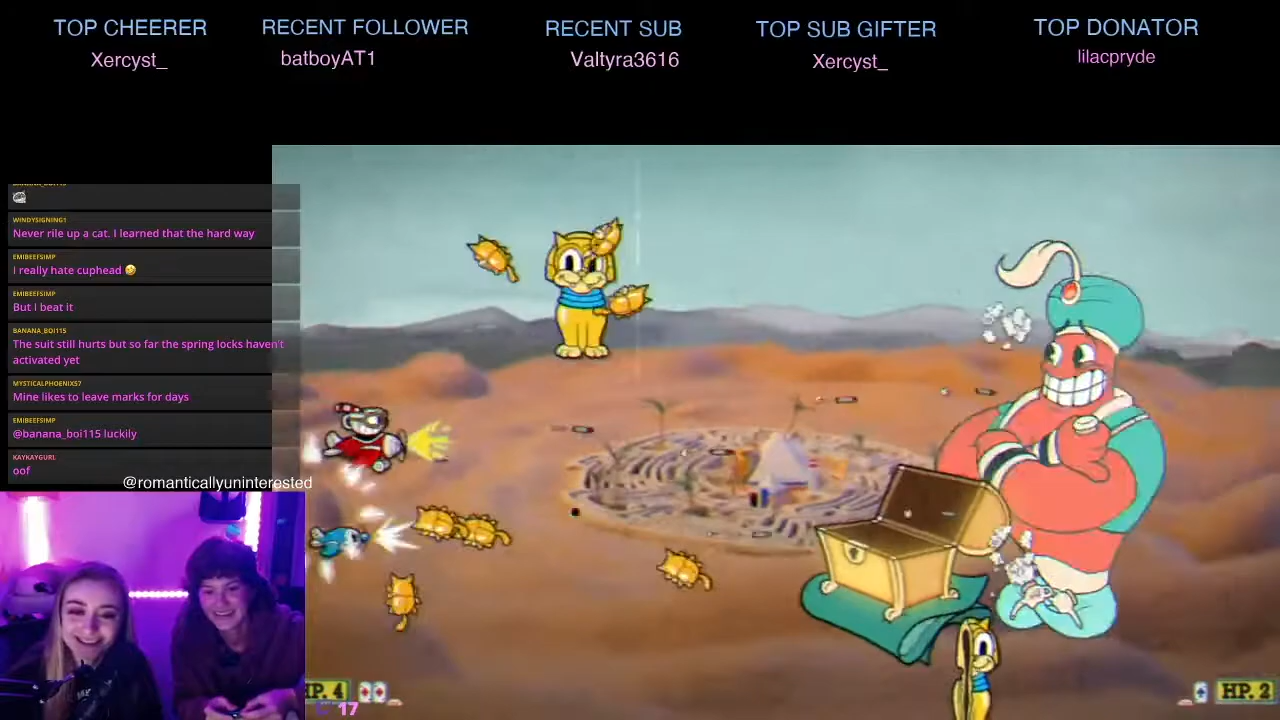 TOP CHEERER
Xercyst_
RECENT FOLLOWER
batboyAT1
RECENT SUB
Valtyra3616
TOP SUB GIFTER
Xercyst_
TOP DONATOR
lilacpryde
WINDYSIGNING1
Never rile up a cat. I learned that the hard way
EMIBEEFSIMP
I really hate cuphead 🤣
EMIBEEFSIMP
But I beat it
BANANA_BOI115
The suit still hurts but so far the spring locks haven't
activated yet
MYSTICALPHOENIX57
Mine likes to leave marks for days
EMIBEEFSIMP
@banana_boi115 luckily
KAYKAYGURL
oof
@romanticallyuninterested
HP. 4
17
HP. 2